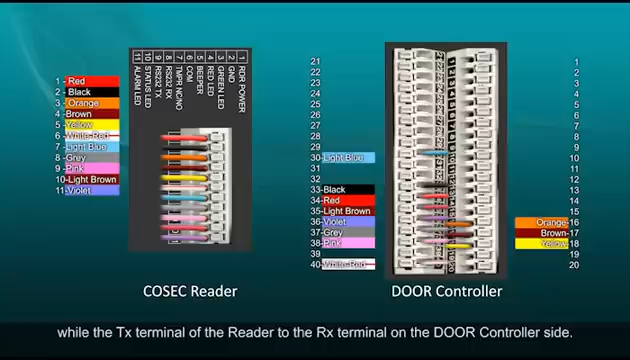 11 ALARM LED
10 STATUS LED
9 RS232 TX
8 RS232 RX
7 TMPR NC/NO
6 COM
5 BEEPER
4 RED LED
3 GREEN LED
2 GND
1 RDR POWER
1 Red
2 Black
3 Orange
4 Brown
5 Yellow
6 White-Red
7 Light Blue
8 Grey
9 Pink
10 Light Brown
11 Violet
COSEC Reader
21
22
23
24
25
26
27
28
29
30 Light Blue
31
32
33 Black
34 Red
35 Light Brown
36 Violet
37 Grey
38 Pink
39
40 White-Red
1
2
3
4
5
6
7
8
9
10
11
12
13
14
15
Orange 16
Brown 17
Yellow 18
19
20
DOOR Controller
while the Tx terminal of the Reader to the Rx terminal on the DOOR Controller side.